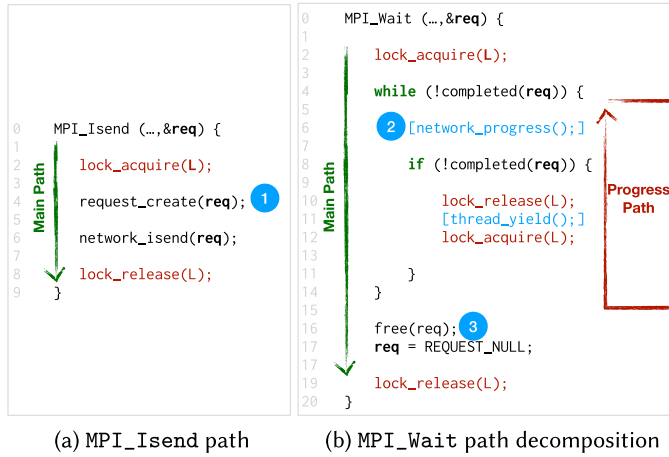 0 MPI_Isend (…,&req) {
1
2 lock_acquire(L);
3
4 request_create(req); 1
5
6 network_isend(req);
7
8 lock_release(L);
9 }
Main Path
(a) MPI_Isend path
0 MPI_Wait (…,&req) {
1
2 lock_acquire(L);
3
4 while (!completed(req)) {
5
6 2 [network_progress();]
7
8 if (!completed(req)) {
9
10 lock_release(L);
11 [thread_yield();]
12 lock_acquire(L);
11 }
14 }
15
16 free(req); 3
17 req = REQUEST_NULL;
19 lock_release(L);
20 }
Main Path
Progress
Path
(b) MPI_Wait path decomposition